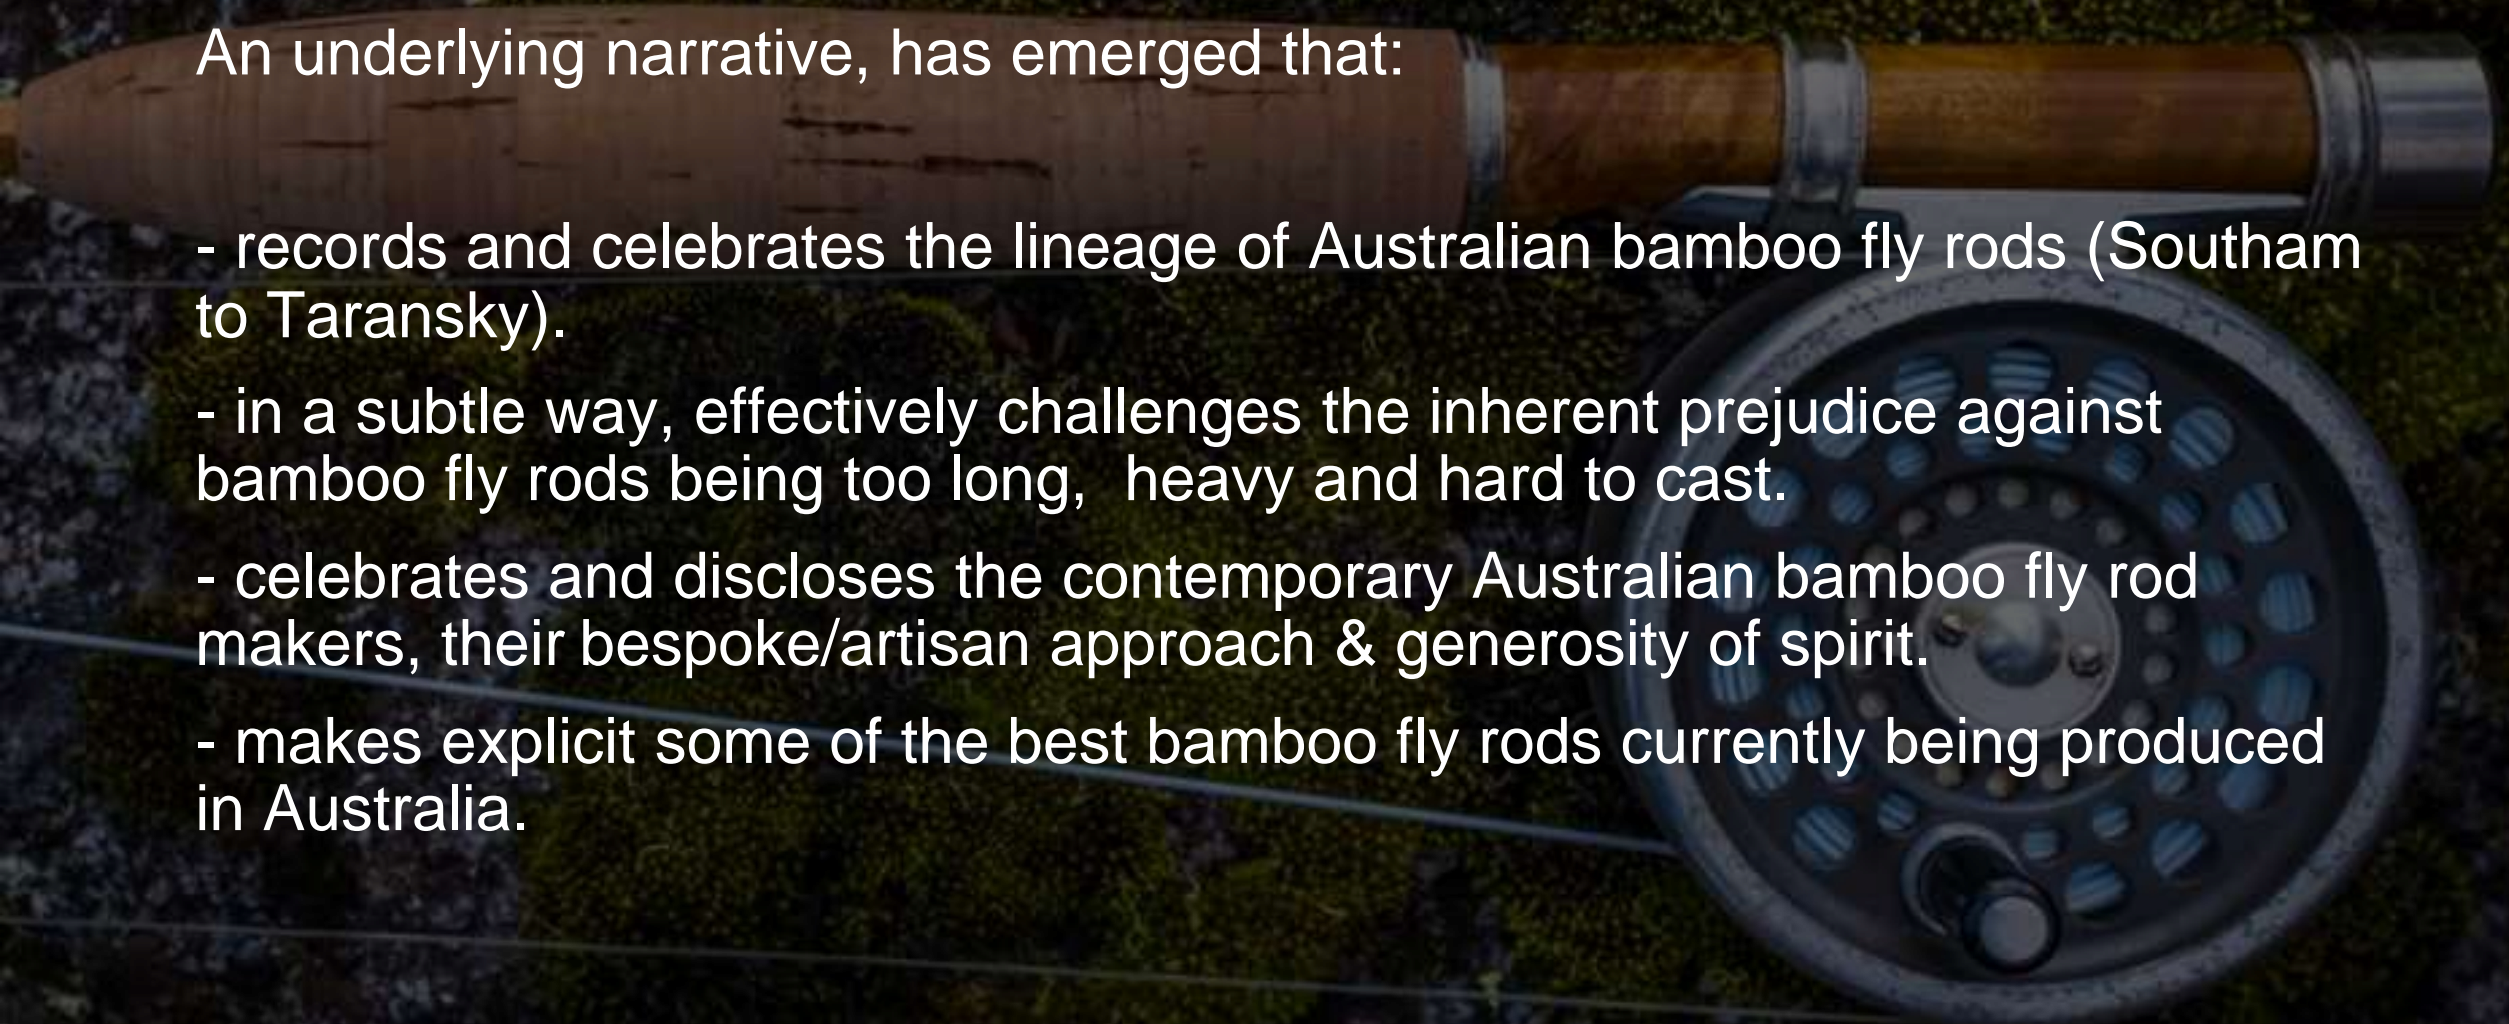 An underlying narrative, has emerged that:
- records and celebrates the lineage of Australian bamboo fly rods (Southam
to Taransky).
- in a subtle way, effectively challenges the inherent prejudice against
bamboo fly rods being too long,  heavy and hard to cast.
- celebrates and discloses the contemporary Australian bamboo fly rod
makers, their bespoke/artisan approach & generosity of spirit.
- makes explicit some of the best bamboo fly rods currently being produced
in Australia.